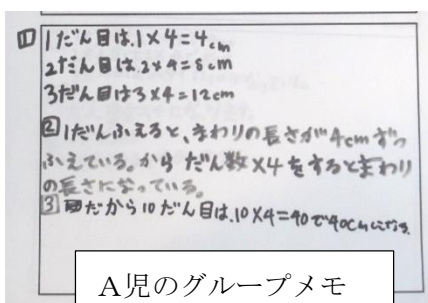 1 1だん目は、1×4=4cm
2だん目は、2×4=8cm
3だん目は3×4=12cm
2 1だんふえると、まわりの長さが4cmずつ
ふえている。から だん数×4をするとまわり
の長さになっている。
3 だから10だん目は、10×4=40で40cmになる。
A児のグループメモ